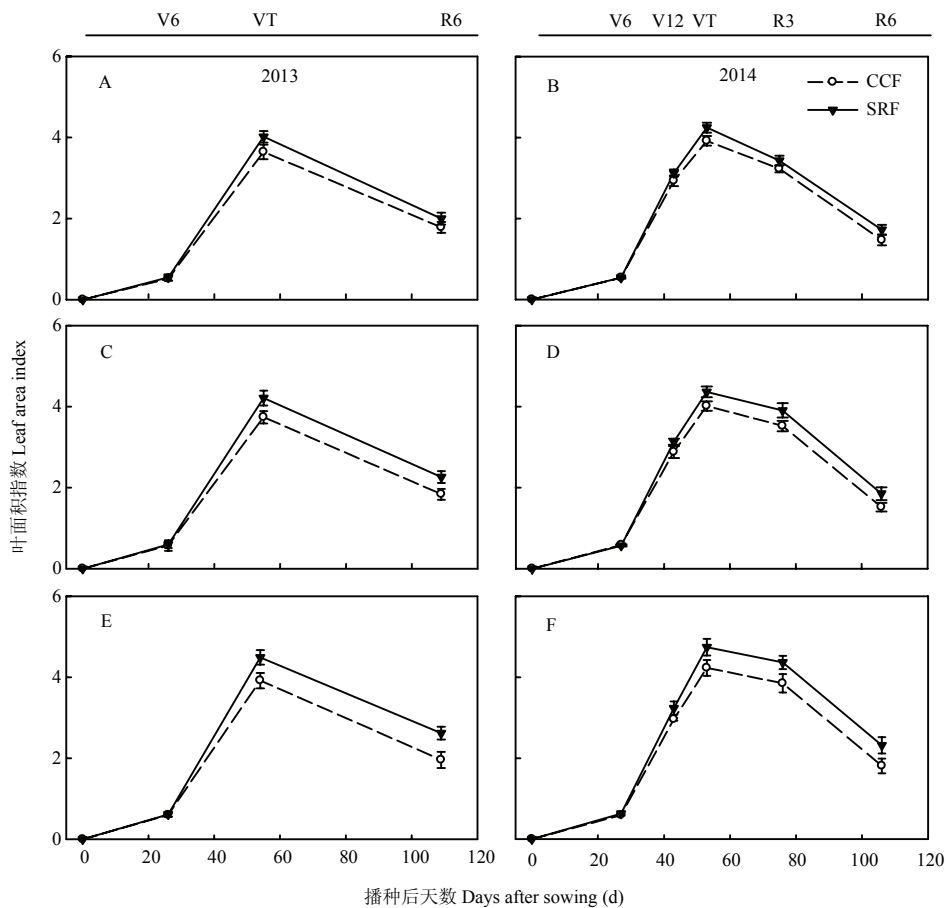 V6 VT R6 V6 V12 VT R3 R6
6 A 2013 B 2014 CCF
SRF
4
2
0
6
C D
4
2
0
6
E F
4
2
0
0 20 40 60 80 100 120 0 20 40 60 80 100 120
叶面积指数 Leaf area index
播种后天数 Days after sowing (d)